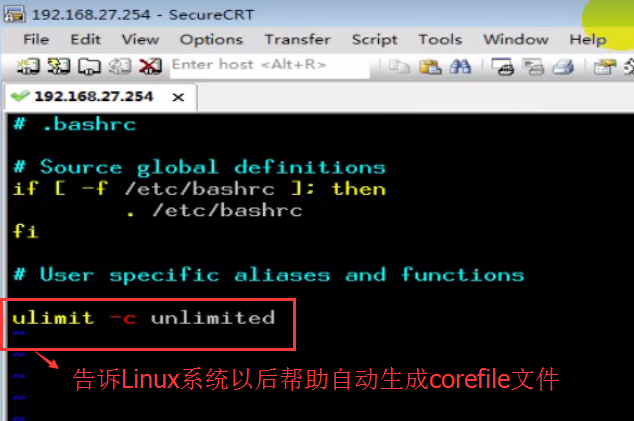 192.168.27.254 - SecureCRT
File Edit View Options Transfer Script Tools Window Help
Enter host <Alt+R>
192.168.27.254 ×
# .bashrc
# Source global definitions
if [ -f /etc/bashrc ]; then
. /etc/bashrc
fi
# User specific aliases and functions
ulimit -c unlimited
~
~
告诉Linux系统以后帮助自动生成corefile文件
~
~